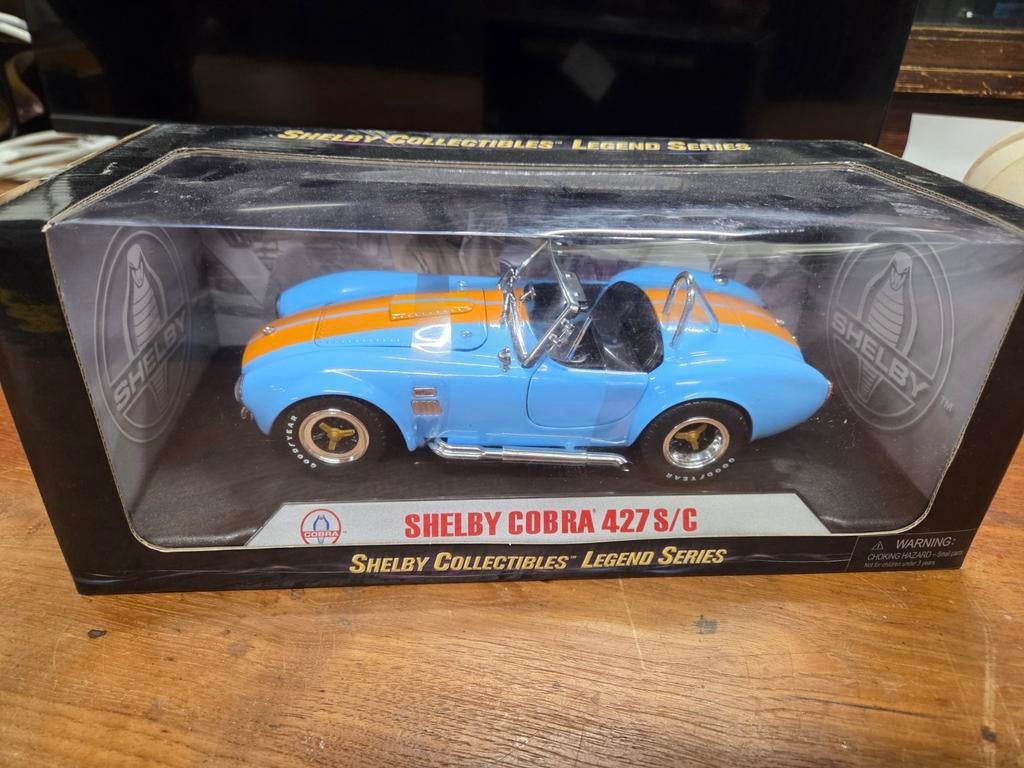 SHELBY COLLECTIBLES™ LEGEND SERIES
SHELBY
SHELBY
TM
GOODYEAR
GOODYEAR
COBRA
SHELBY COBRA® 427 S/C
SHELBY COLLECTIBLES™ LEGEND SERIES
WARNING:
CHOKING HAZARD – Small parts
Not for children under 3 years.